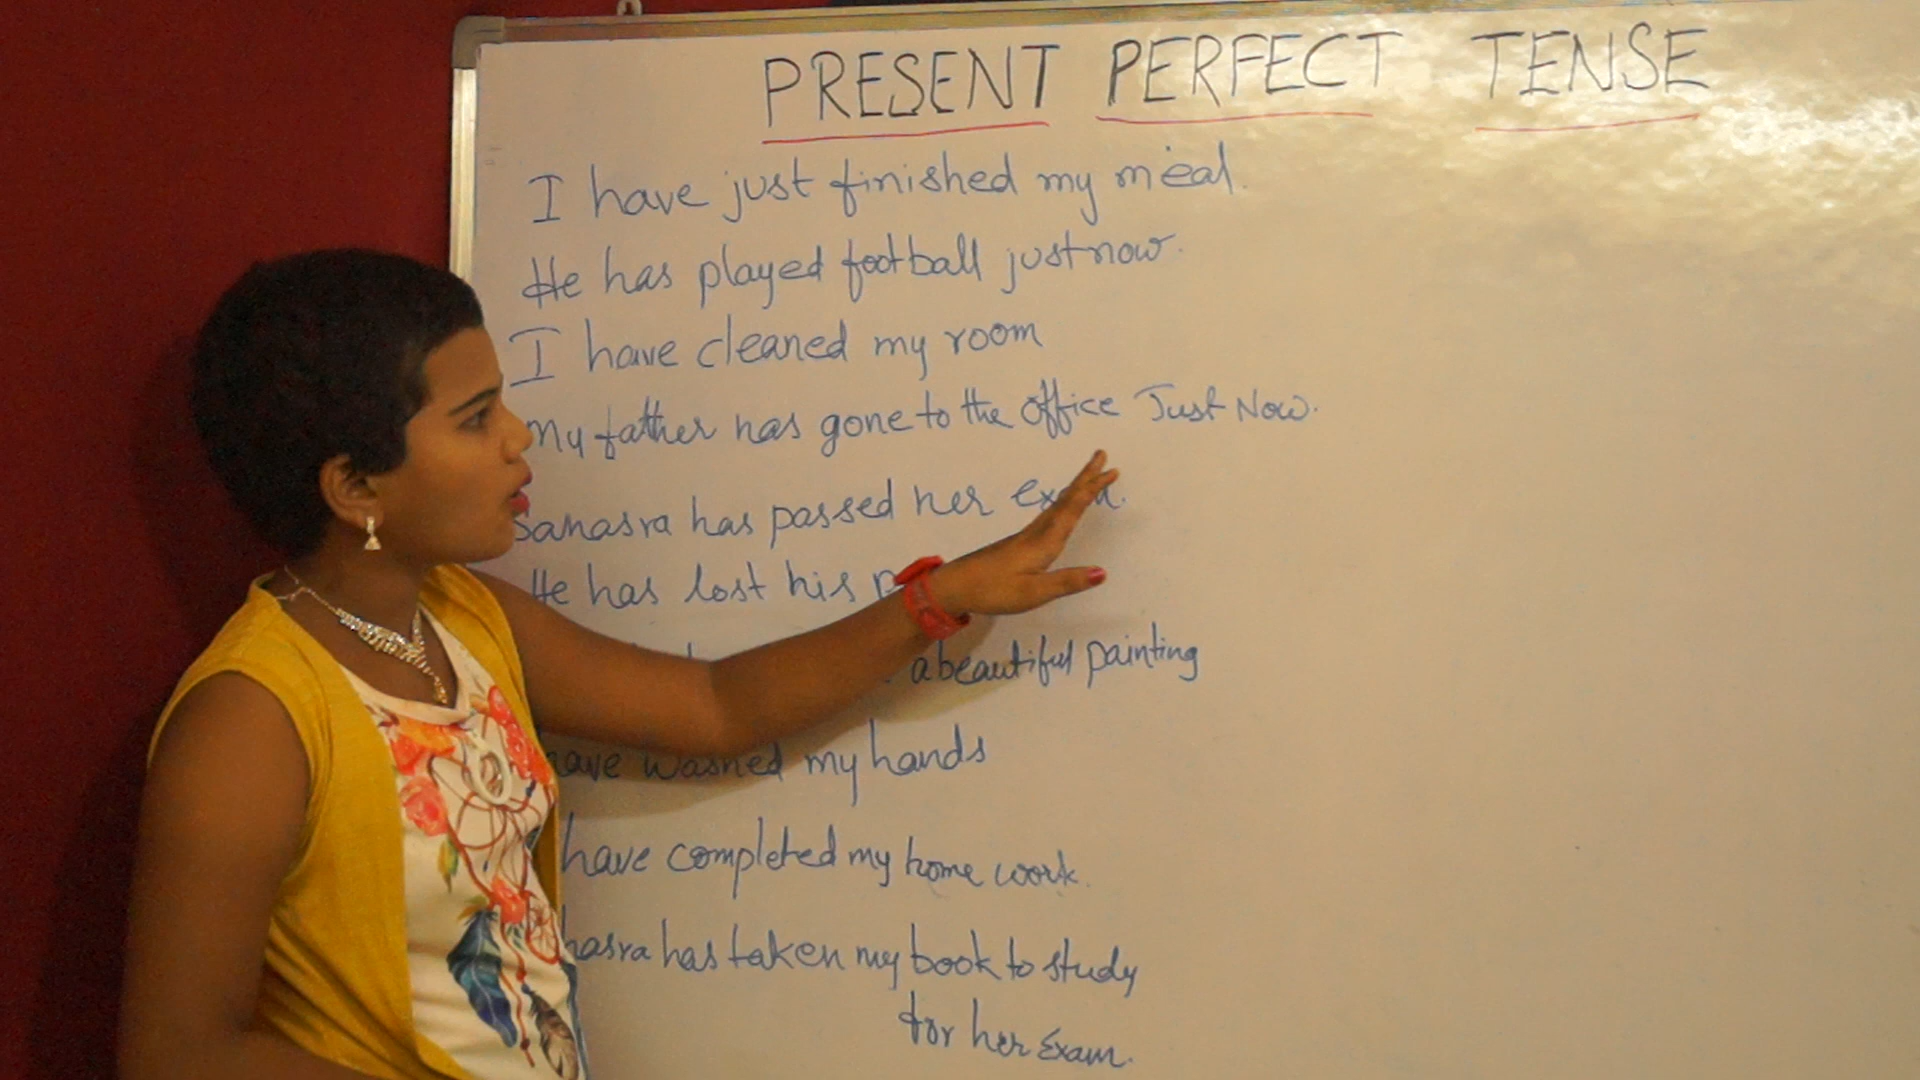 PRESENT PERFECT TENSE
I have just finished my meal.
He has played football just now.
I have cleaned my room
My father has gone to the office Just Now.
Sahasra has passed her exam.
He has lost his
a beautiful painting
have washed my hands
have completed my home work.
has taken my book to study
for her Exam.